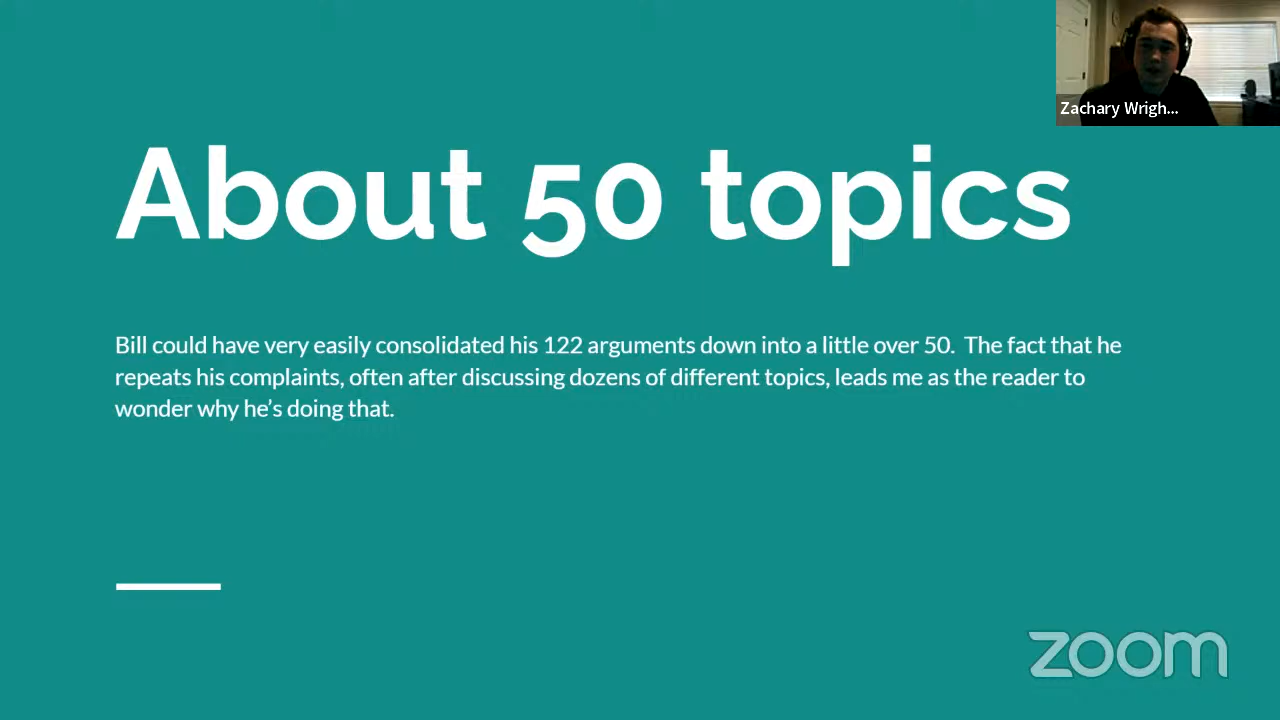 Zachary Wrigh...
About 50 topics
Bill could have very easily consolidated his 122 arguments down into a little over 50.  The fact that he
repeats his complaints, often after discussing dozens of different topics, leads me as the reader to
wonder why he's doing that.
zoom